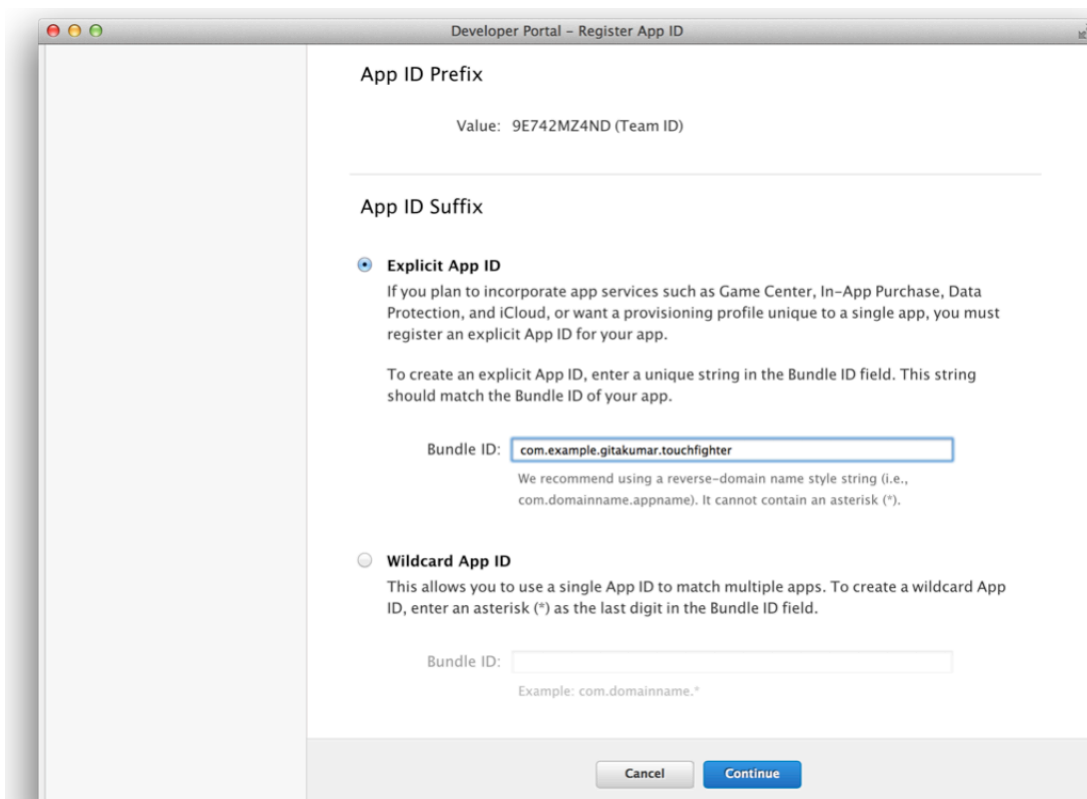 Developer Portal – Register App ID
App ID Prefix
Value: 9E742MZ4ND (Team ID)
App ID Suffix
Explicit App ID
If you plan to incorporate app services such as Game Center, In-App Purchase, Data
Protection, and iCloud, or want a provisioning profile unique to a single app, you must
register an explicit App ID for your app.
To create an explicit App ID, enter a unique string in the Bundle ID field. This string
should match the Bundle ID of your app.
Bundle ID: com.example.gitakumar.touchfighter
We recommend using a reverse-domain name style string (i.e.,
com.domainname.appname). It cannot contain an asterisk (*).
Wildcard App ID
This allows you to use a single App ID to match multiple apps. To create a wildcard App
ID, enter an asterisk (*) as the last digit in the Bundle ID field.
Bundle ID:
Example: com.domainname.*
Cancel Continue